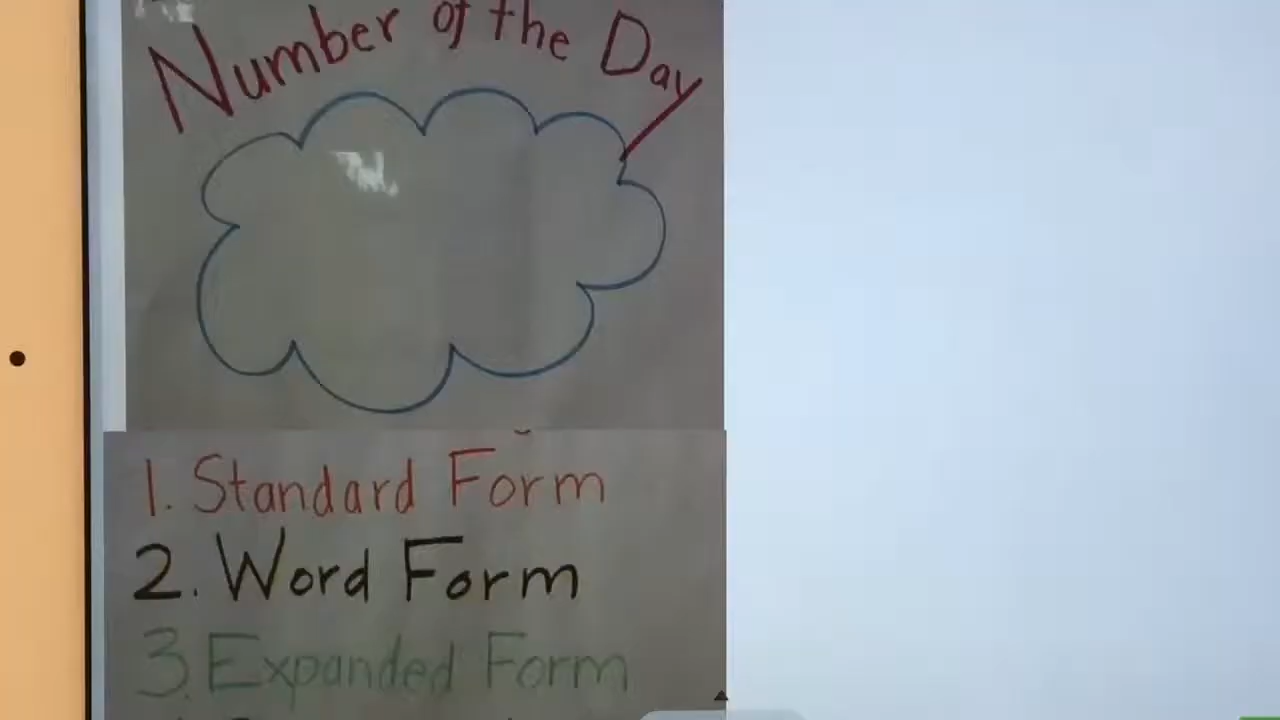 Number of the Day
1. Standard Form
2. Word Form
3. Expanded Form